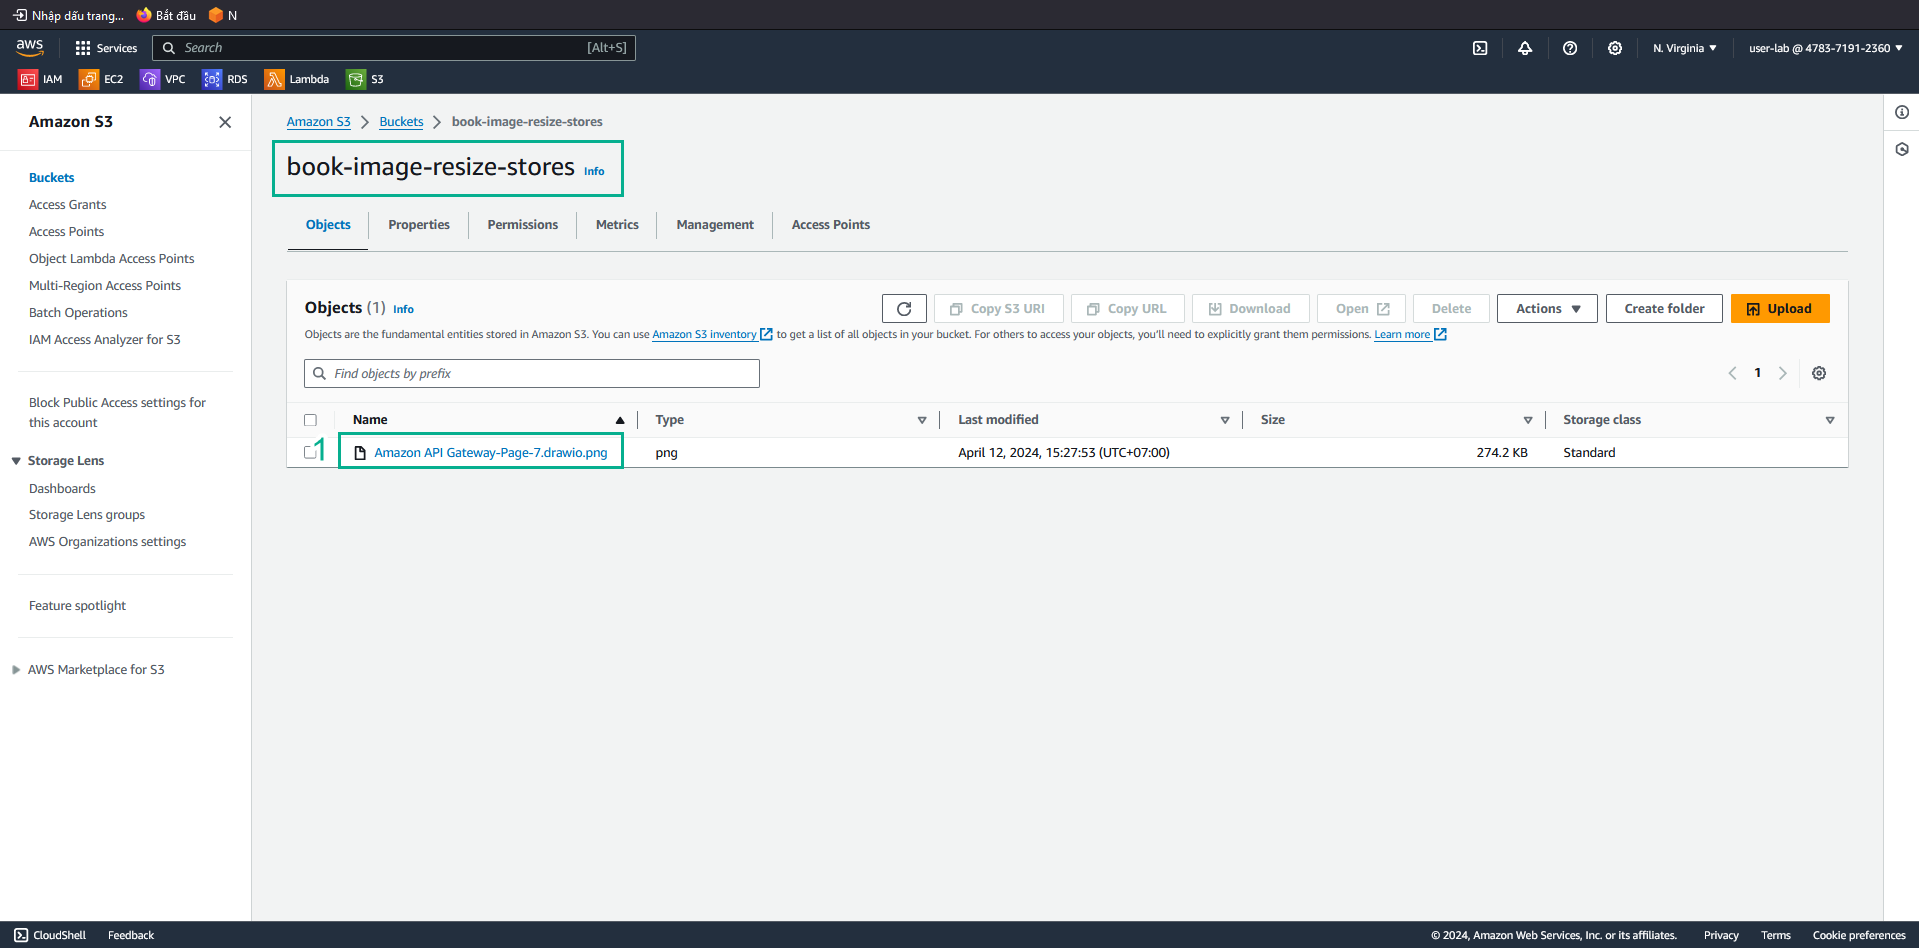 Nhập dấu trang... Bắt đầu N
aws Services Search [Alt+S] N. Virginia user-lab @ 4783-7191-2360
IAM EC2 VPC RDS Lambda S3
Amazon S3
Buckets
Access Grants
Access Points
Object Lambda Access Points
Multi-Region Access Points
Batch Operations
IAM Access Analyzer for S3
Block Public Access settings for
this account
Storage Lens
Dashboards
Storage Lens groups
AWS Organizations settings
Feature spotlight
AWS Marketplace for S3
Amazon S3 Buckets book-image-resize-stores
book-image-resize-stores Info
Objects Properties Permissions Metrics Management Access Points
Objects (1) Info Copy S3 URI Copy URL Download Open Delete Actions Create folder Upload
Objects are the fundamental entities stored in Amazon S3. You can use Amazon S3 inventory to get a list of all objects in your bucket. For others to access your objects, you'll need to explicitly grant them permissions. Learn more
Find objects by prefix 1
Name Type Last modified Size Storage class
1 Amazon API Gateway-Page-7.drawio.png png April 12, 2024, 15:27:53 (UTC+07:00) 274.2 KB Standard
CloudShell Feedback © 2024, Amazon Web Services, Inc. or its affiliates. Privacy Terms Cookie preferences